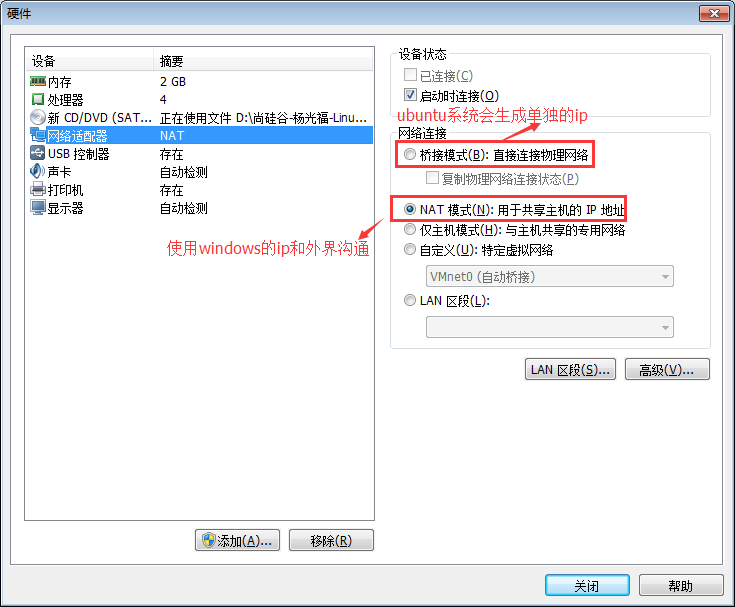 硬件
设备 摘要
内存 2 GB
处理器 4
新 CD/DVD (SAT... 正在使用文件 D:\尚硅谷-杨光福-Linu...
网络适配器 NAT
USB 控制器 存在
声卡 自动检测
打印机 存在
显示器 自动检测
使用windows的ip和外界沟通
添加(A)... 移除(R)
设备状态
已连接(C)
启动时连接(O)
ubuntu系统会生成单独的ip
网络连接
桥接模式(B): 直接连接物理网络
复制物理网络连接状态(P)
NAT 模式(N): 用于共享主机的 IP 地址
仅主机模式(H): 与主机共享的专用网络
自定义(U): 特定虚拟网络
VMnet0 (自动桥接)
LAN 区段(L):
LAN 区段(S)... 高级(V)...
关闭 帮助